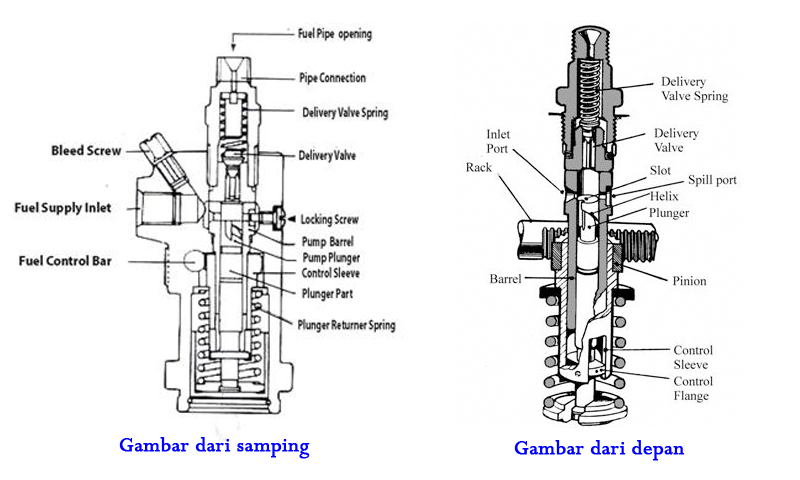 Fuel Pipe opening
Pipe Connection
Delivery Valve Spring
Bleed Screw
Delivery Valve
Fuel Supply Inlet
Locking Screw
Pump Barrel
Pump Plunger
Fuel Control Bar
Control Sleeve
Plunger Part
Plunger Returner Spring
Gambar dari samping
Delivery
Valve Spring
Inlet
Port
Delivery
Valve
Rack
Slot
Spill port
Helix
Plunger
Barrel
Pinion
Control
Sleeve
Control
Flange
Gambar dari depan